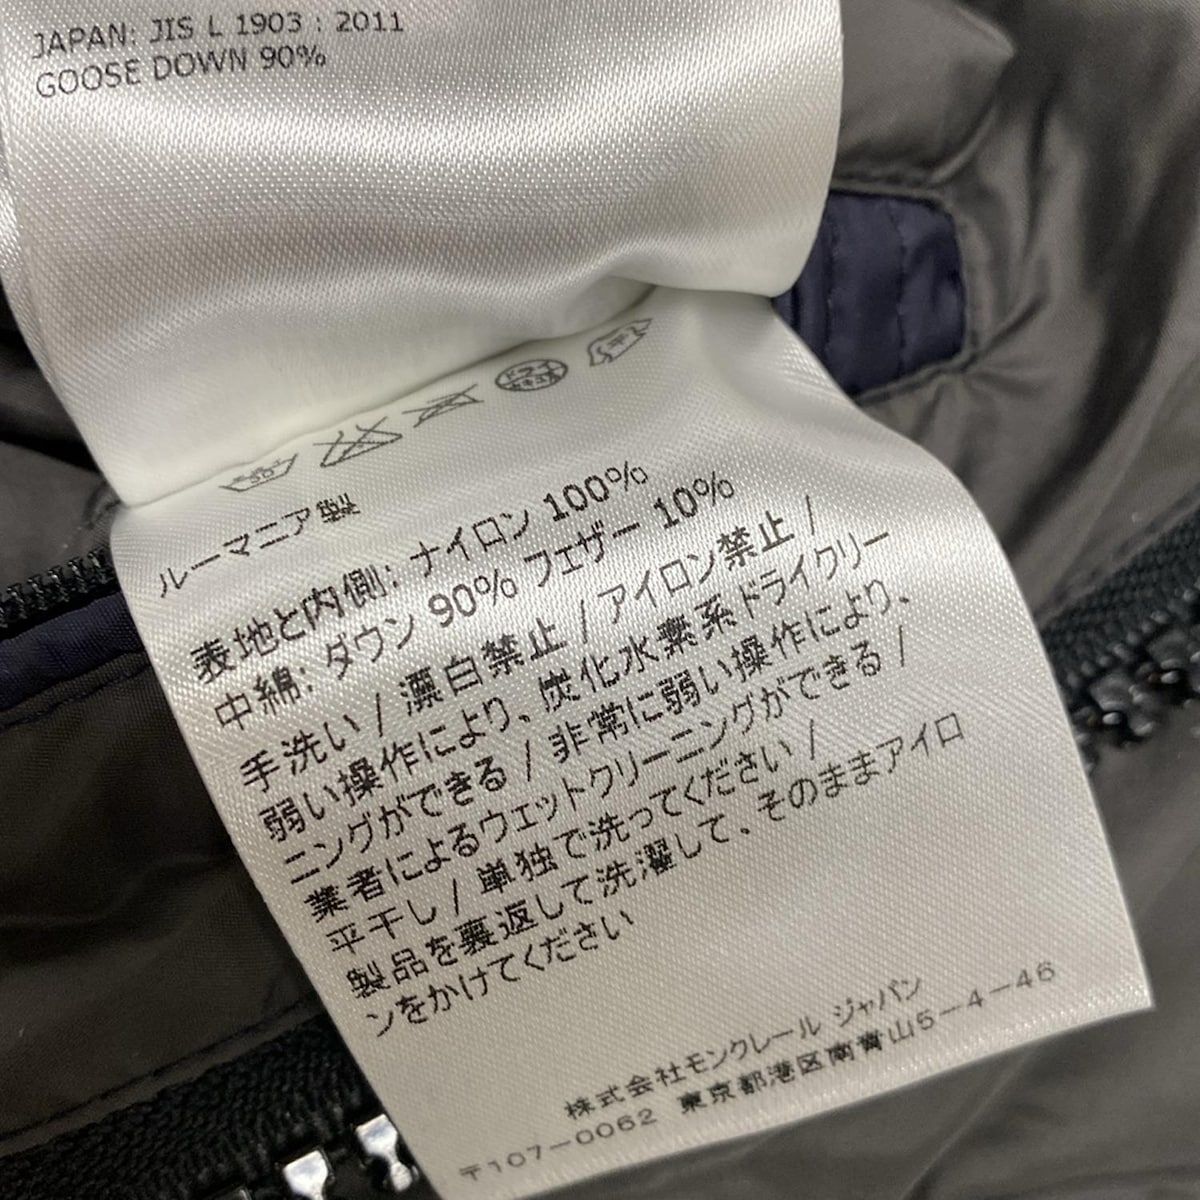 JAPAN: JIS L 1903 : 2011
GOOSE DOWN 90%
ドライ
セキユ系
ルーマニア製
表地と内側: ナイロン 100%
中綿: ダウン 90% フェザー 10%
手洗い / 漂白禁止 / アイロン禁止 /
弱い操作により、炭化水素系ドライクリー
ニングができる / 非常に弱い操作により、
業者によるウェットクリーニングができる /
平干し / 単独で洗ってください /
製品を裏返して洗濯して、そのままアイロ
ンをかけてください
株式会社モンクレール ジャパン
〒107-0062 東京都港区南青山5-4-46